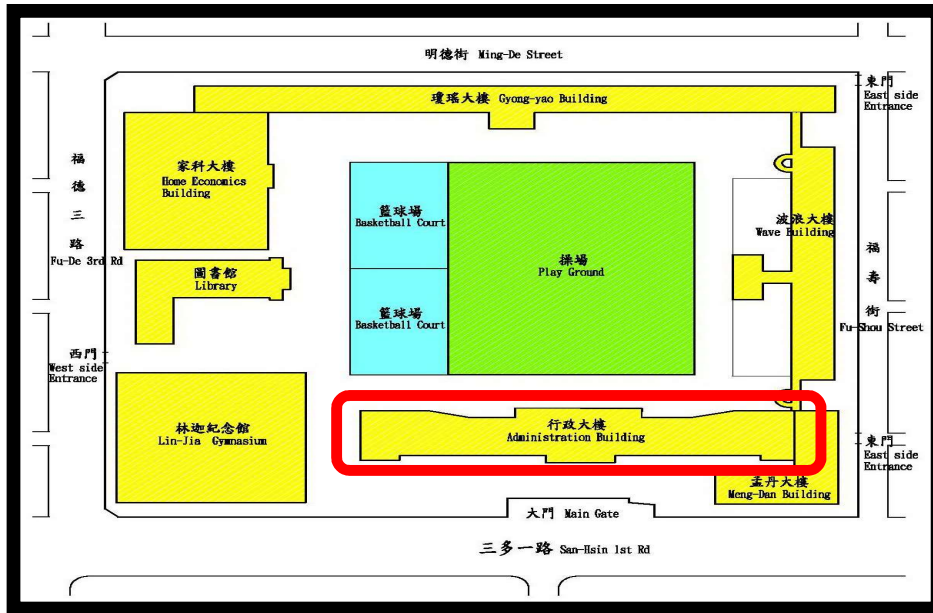 明德街 Ming-De Street
東門
East side
Entrance
瓊瑤大樓 Gyong-yao Building
家科大樓
Home Economics
Building
福德三路
Fu-De 3rd Rd
籃球場
Basketball Court
操場
Play Ground
波浪大樓
Wave Building
圖書館
Library
籃球場
Basketball Court
福壽街
Fu-Shou Street
西門
West side
Entrance
林迦紀念館
Lin-Jia Gymnasium
行政大樓
Administration Building
東門
East side
Entrance
孟丹大樓
Meng-Dan Building
大門 Main Gate
三多一路 San-Hsin 1st Rd